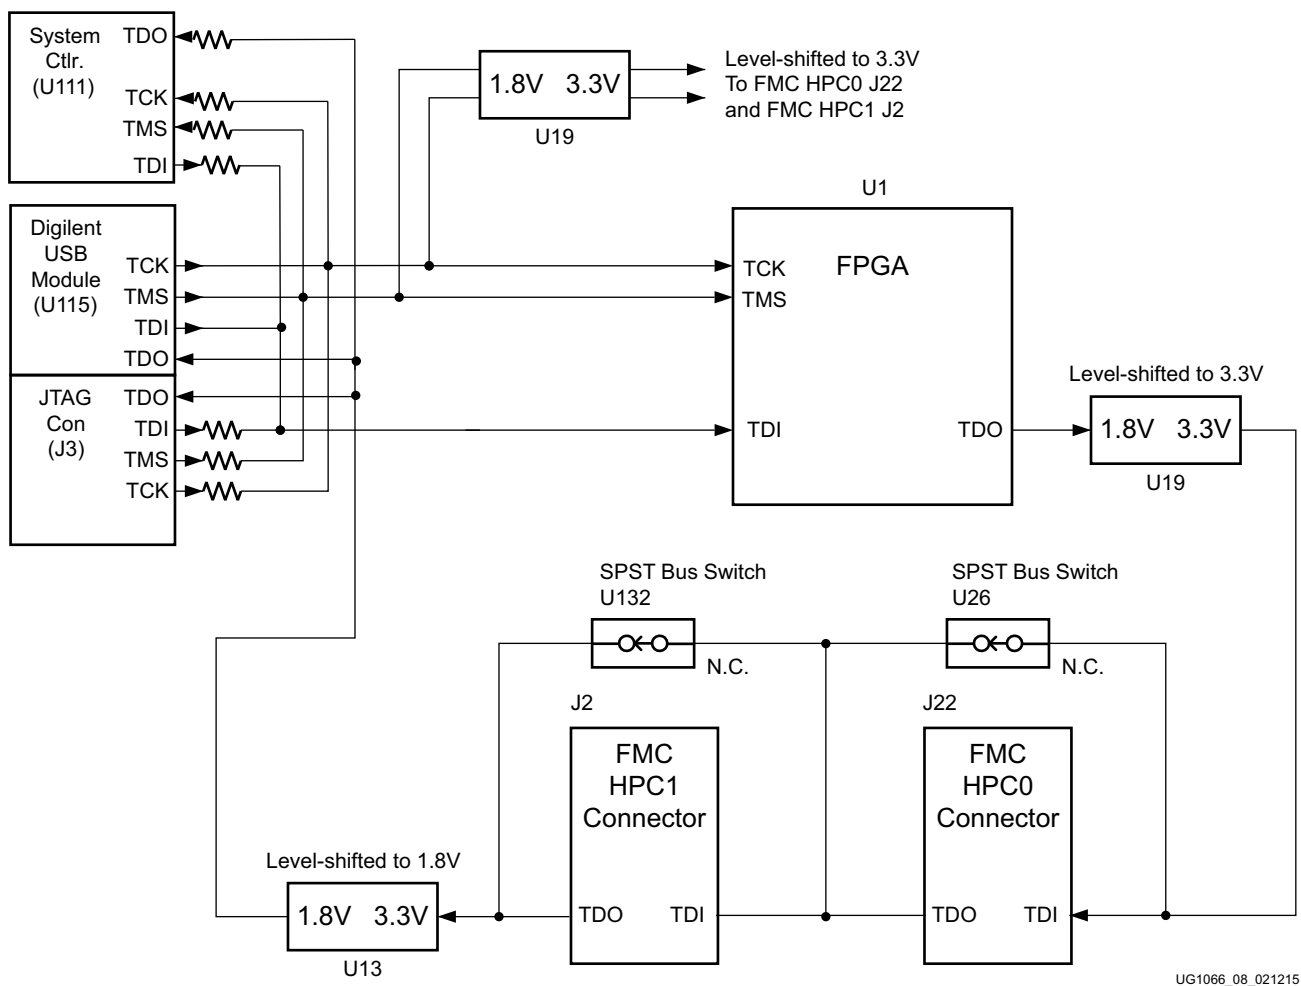 System
Ctlr.
(U111)
TDO
TCK
TMS
TDI
1.8V 3.3V
U19
Level-shifted to 3.3V
To FMC HPC0 J22
and FMC HPC1 J2
Digilent
USB
Module
(U115)
TCK
TMS
TDI
TDO
JTAG
Con
(J3)
TDO
TDI
TMS
TCK
U1
FPGA
TCK
TMS
TDI
TDO
Level-shifted to 3.3V
1.8V 3.3V
U19
SPST Bus Switch
U132
N.C.
SPST Bus Switch
U26
N.C.
J2
FMC
HPC1
Connector
TDO
TDI
J22
FMC
HPC0
Connector
TDO
TDI
Level-shifted to 1.8V
1.8V 3.3V
U13
UG1066_08_021215